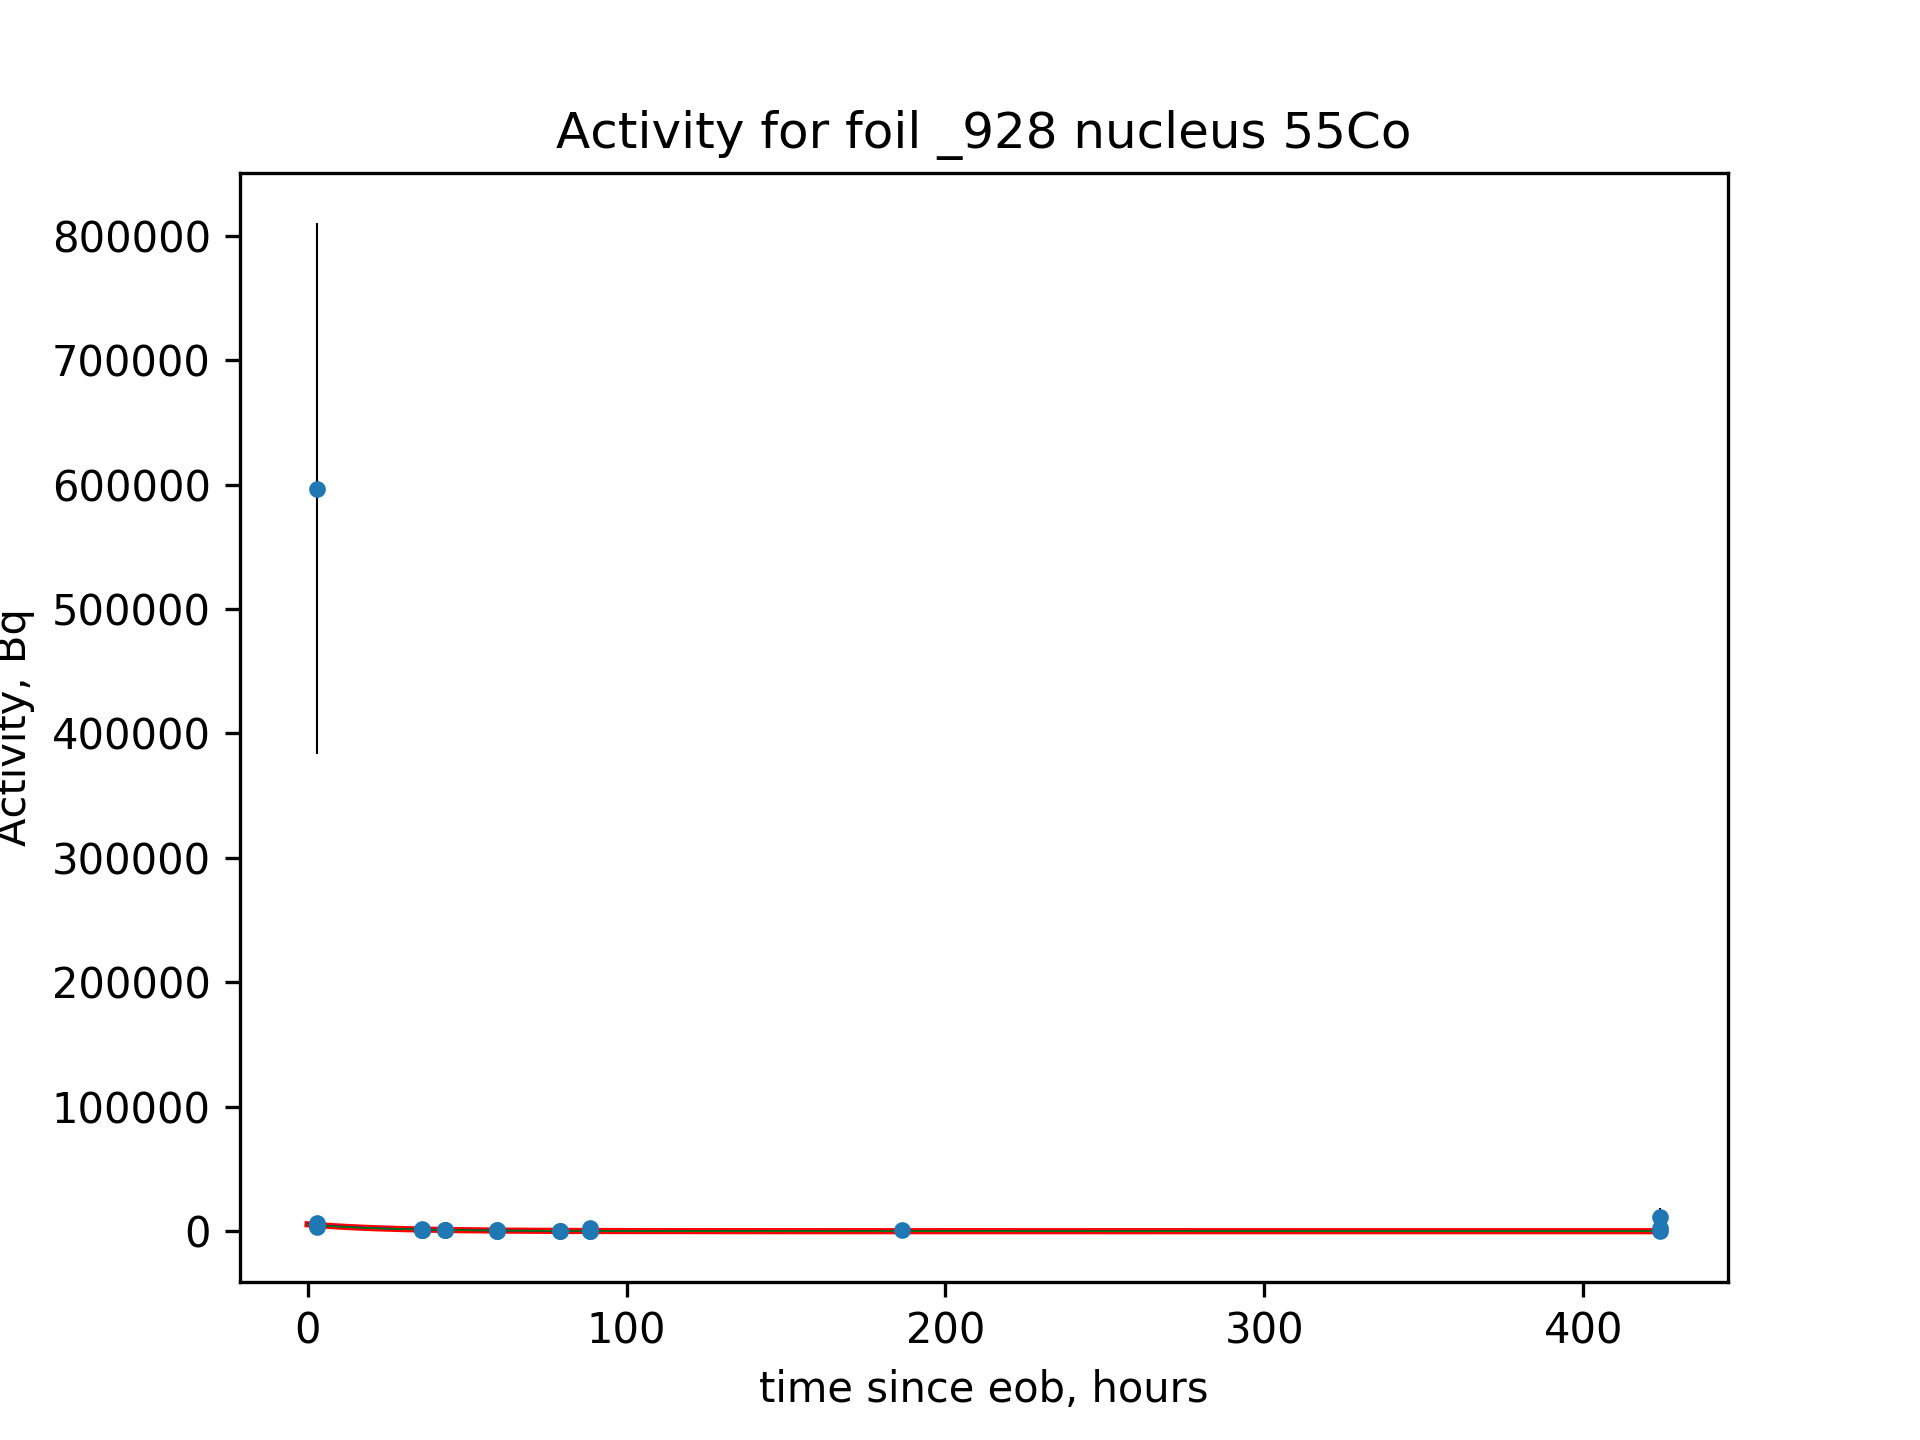 Activity for foil _928 nucleus 55Co
800000
700000
600000
500000
400000
300000
200000
100000
0
Activity, Bq
0 100 200 300 400
time since eob, hours